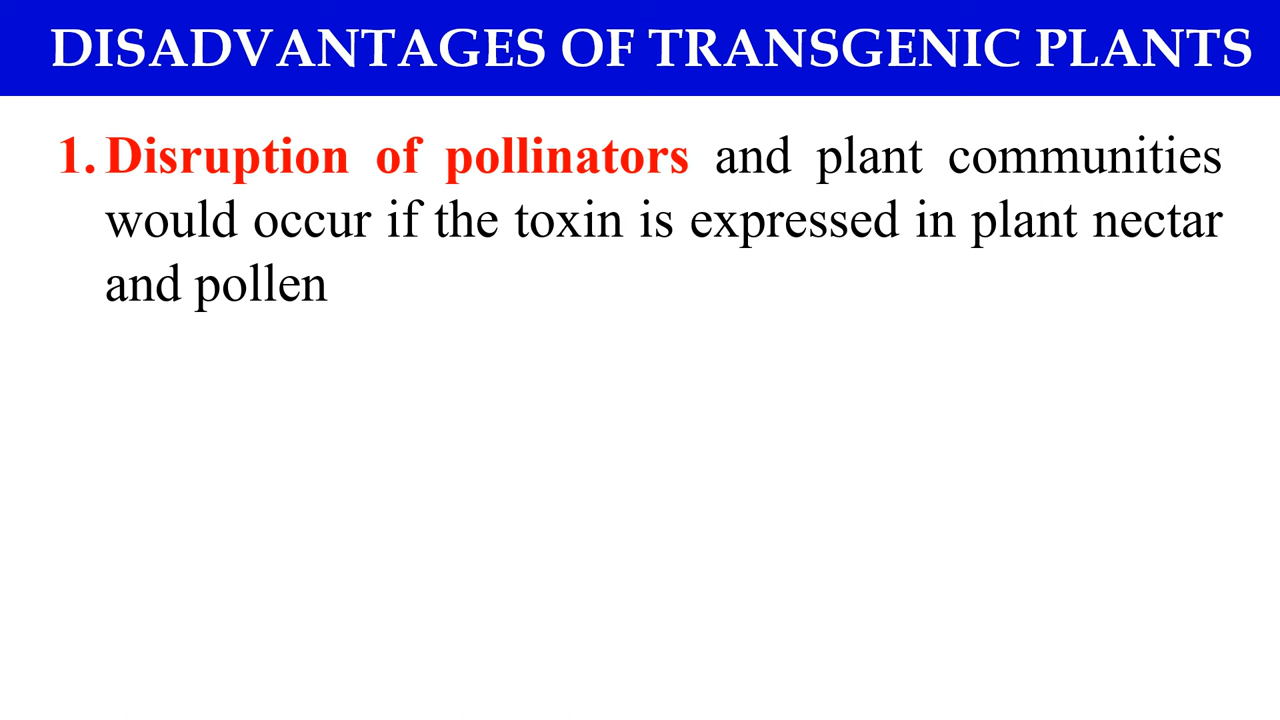 DISADVANTAGES OF TRANSGENIC PLANTS
1. Disruption of pollinators and plant communities
would occur if the toxin is expressed in plant nectar
and pollen